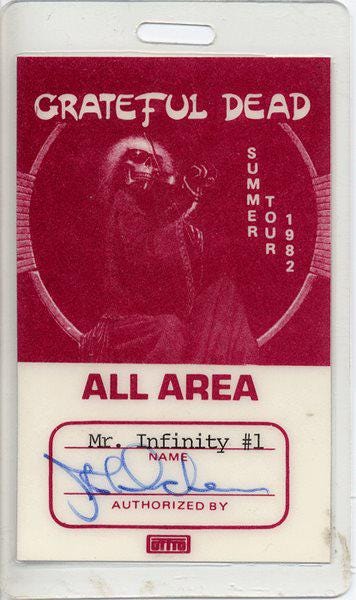 GRATEFUL DEAD
SUMMER
TOUR
1982
ALL AREA
Mr. Infinity #1
NAME
AUTHORIZED BY
OTTO